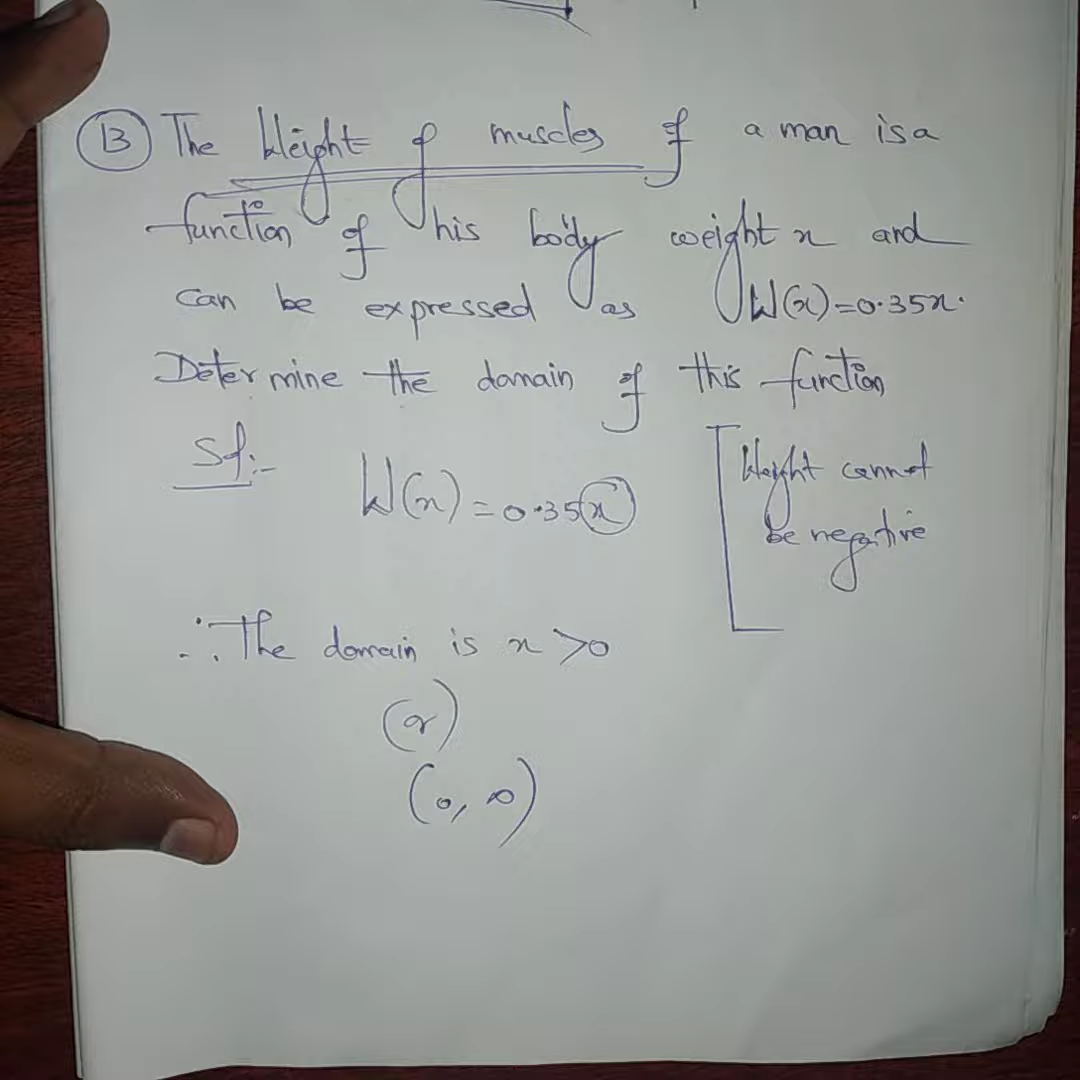 (13) The Weight of muscles of a man is a
function of his body weight x and
can be expressed as W(x)=0.35x.
Determine the domain of this function
Sol:-
W(x) = 0.35x
Weight cannot
be negative
∴ The domain is x >0
(or)
(0, ∞)